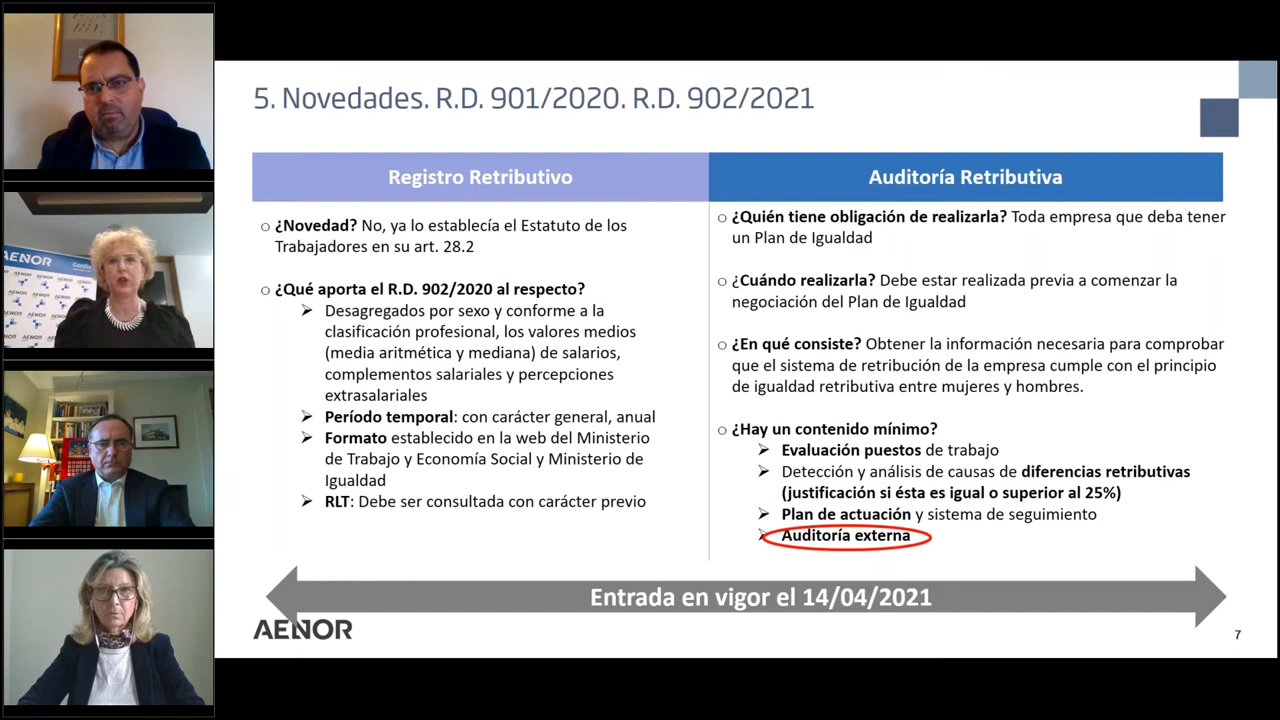 5. Novedades. R.D. 901/2020. R.D. 902/2021
Registro Retributivo
○ ¿Novedad? No, ya lo establecía el Estatuto de los
Trabajadores en su art. 28.2
○ ¿Qué aporta el R.D. 902/2020 al respecto?
➢ Desagregados por sexo y conforme a la
clasificación profesional, los valores medios
(media aritmética y mediana) de salarios,
complementos salariales y percepciones
extrasalariales
➢ Período temporal: con carácter general, anual
➢ Formato establecido en la web del Ministerio
de Trabajo y Economía Social y Ministerio de
Igualdad
➢ RLT: Debe ser consultada con carácter previo
Auditoría Retributiva
○ ¿Quién tiene obligación de realizarla? Toda empresa que deba tener
un Plan de Igualdad
○ ¿Cuándo realizarla? Debe estar realizada previa a comenzar la
negociación del Plan de Igualdad
○ ¿En qué consiste? Obtener la información necesaria para comprobar
que el sistema de retribución de la empresa cumple con el principio
de igualdad retributiva entre mujeres y hombres.
○ ¿Hay un contenido mínimo?
➢ Evaluación puestos de trabajo
➢ Detección y análisis de causas de diferencias retributivas
(justificación si ésta es igual o superior al 25%)
➢ Plan de actuación y sistema de seguimiento
➢ Auditoría externa
Entrada en vigor el 14/04/2021
AENOR
7
AENOR